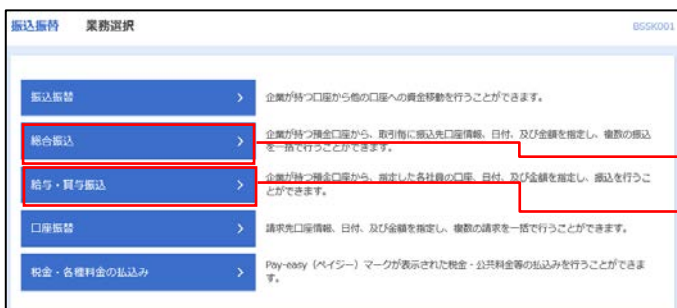 振込振替 業務選択 BSSK001
振込振替 > 企業が持つ口座から他の口座への資金移動を行うことができます。
総合振込 > 企業が持つ預金口座から、取引毎に振込先口座情報、日付、及び金額を指定し、複数の振込
を一括で行うことができます。
給与・賞与振込 > 企業が持つ預金口座から、指定した各社員の口座、日付、及び金額を指定し、振込を行うこ
とができます。
口座振替 > 請求先口座情報、日付、及び金額を指定し、複数の請求を一括で行うことができます。
税金・各種料金の払込み > Pay-easy（ペイジー）マークが表示された税金・公共料金等の払込みを行うことができま
す。